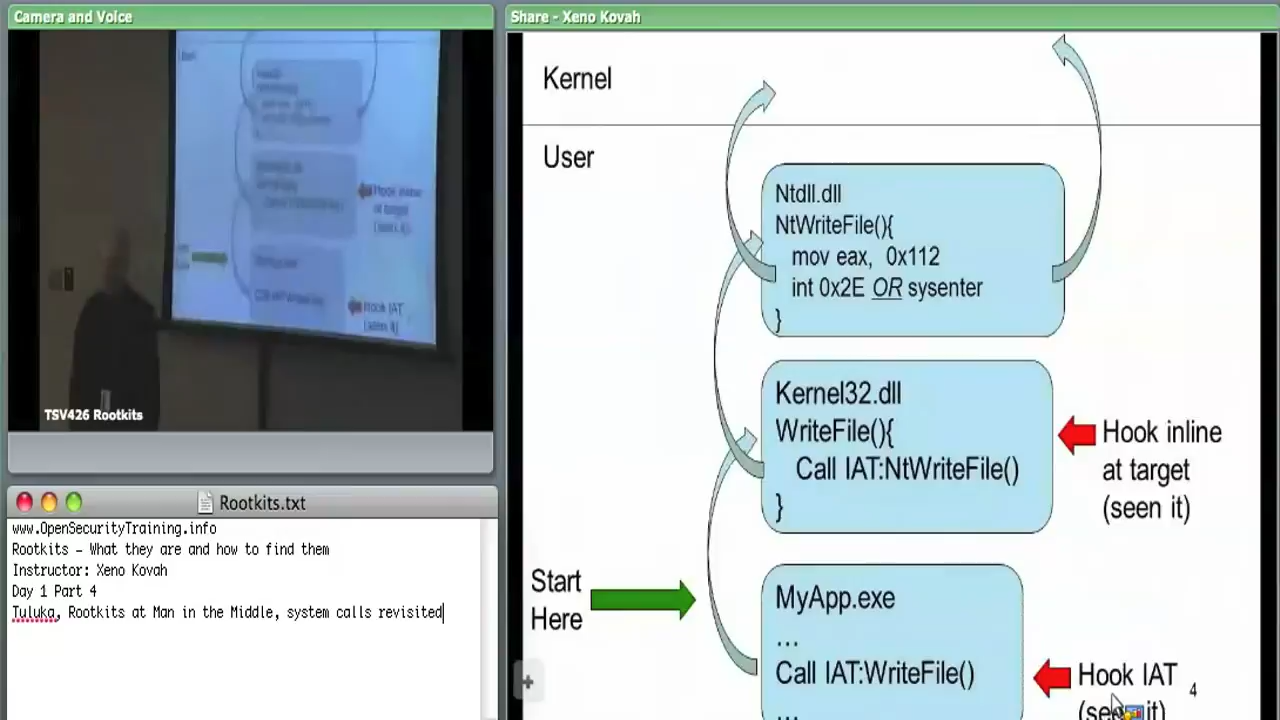 Camera and Voice
TSV426 Rootkits
Rootkits.txt
www.OpenSecurityTraining.info
Rootkits - What they are and how to find them
Instructor: Xeno Kovah
Day 1 Part 4
Tuluka, Rootkits at Man in the Middle, system calls revisited
Share - Xeno Kovah
Kernel
User
Ntdll.dll
NtWriteFile(){
mov eax, 0x112
int 0x2E OR sysenter
}
Kernel32.dll
WriteFile(){
Call IAT:NtWriteFile()
}
Hook inline
at target
(seen it)
Start
Here
MyApp.exe
...
Call IAT:WriteFile()
...
Hook IAT
4